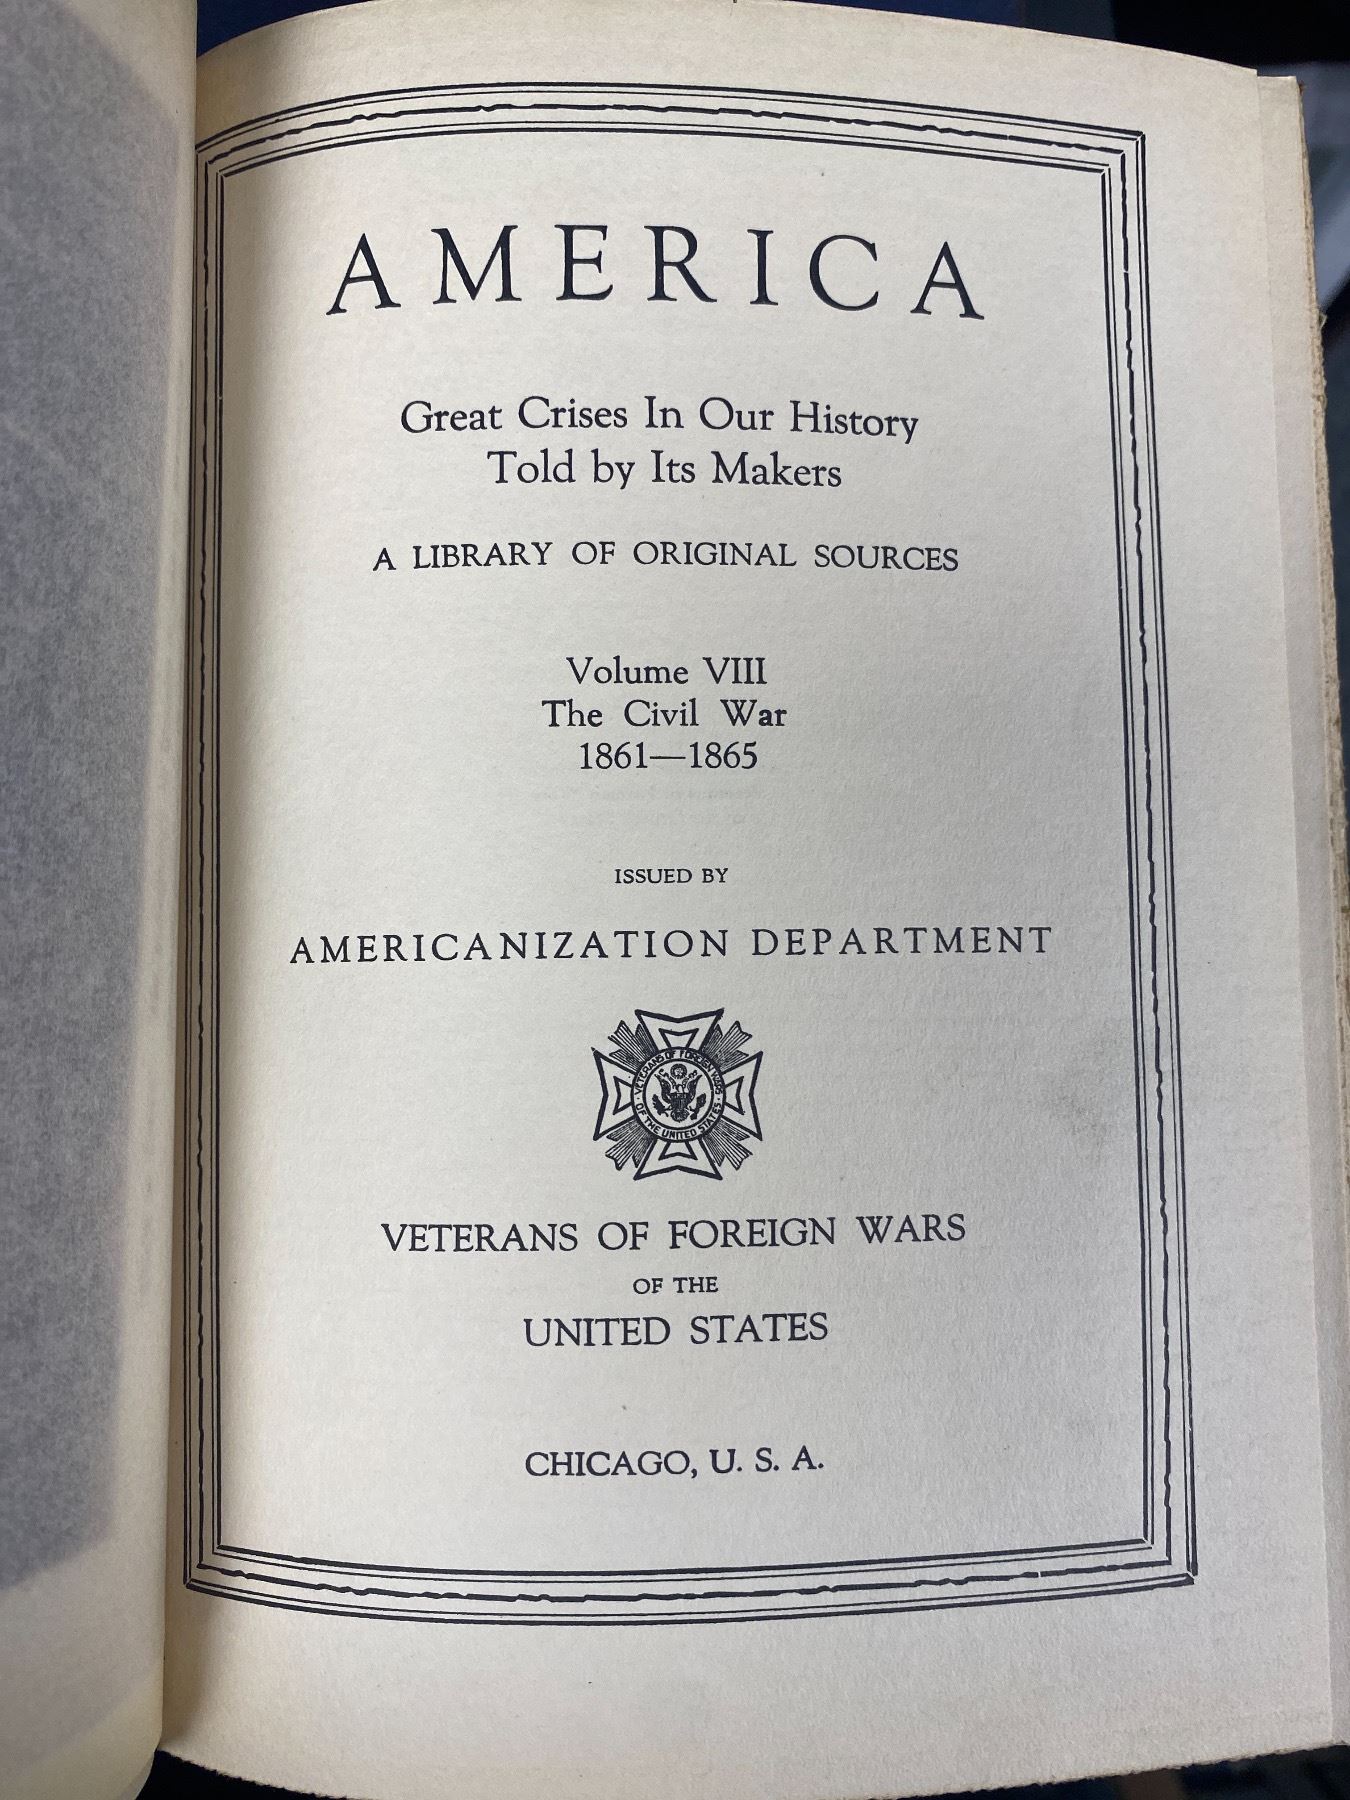 AMERICA
Great Crises In Our History
Told by Its Makers
A LIBRARY OF ORIGINAL SOURCES
Volume VIII
The Civil War
1861—1865
ISSUED BY
AMERICANIZATION DEPARTMENT
VETERANS OF FOREIGN WARS
OF THE UNITED STATES
VETERANS OF FOREIGN WARS
OF THE
UNITED STATES
CHICAGO, U. S. A.